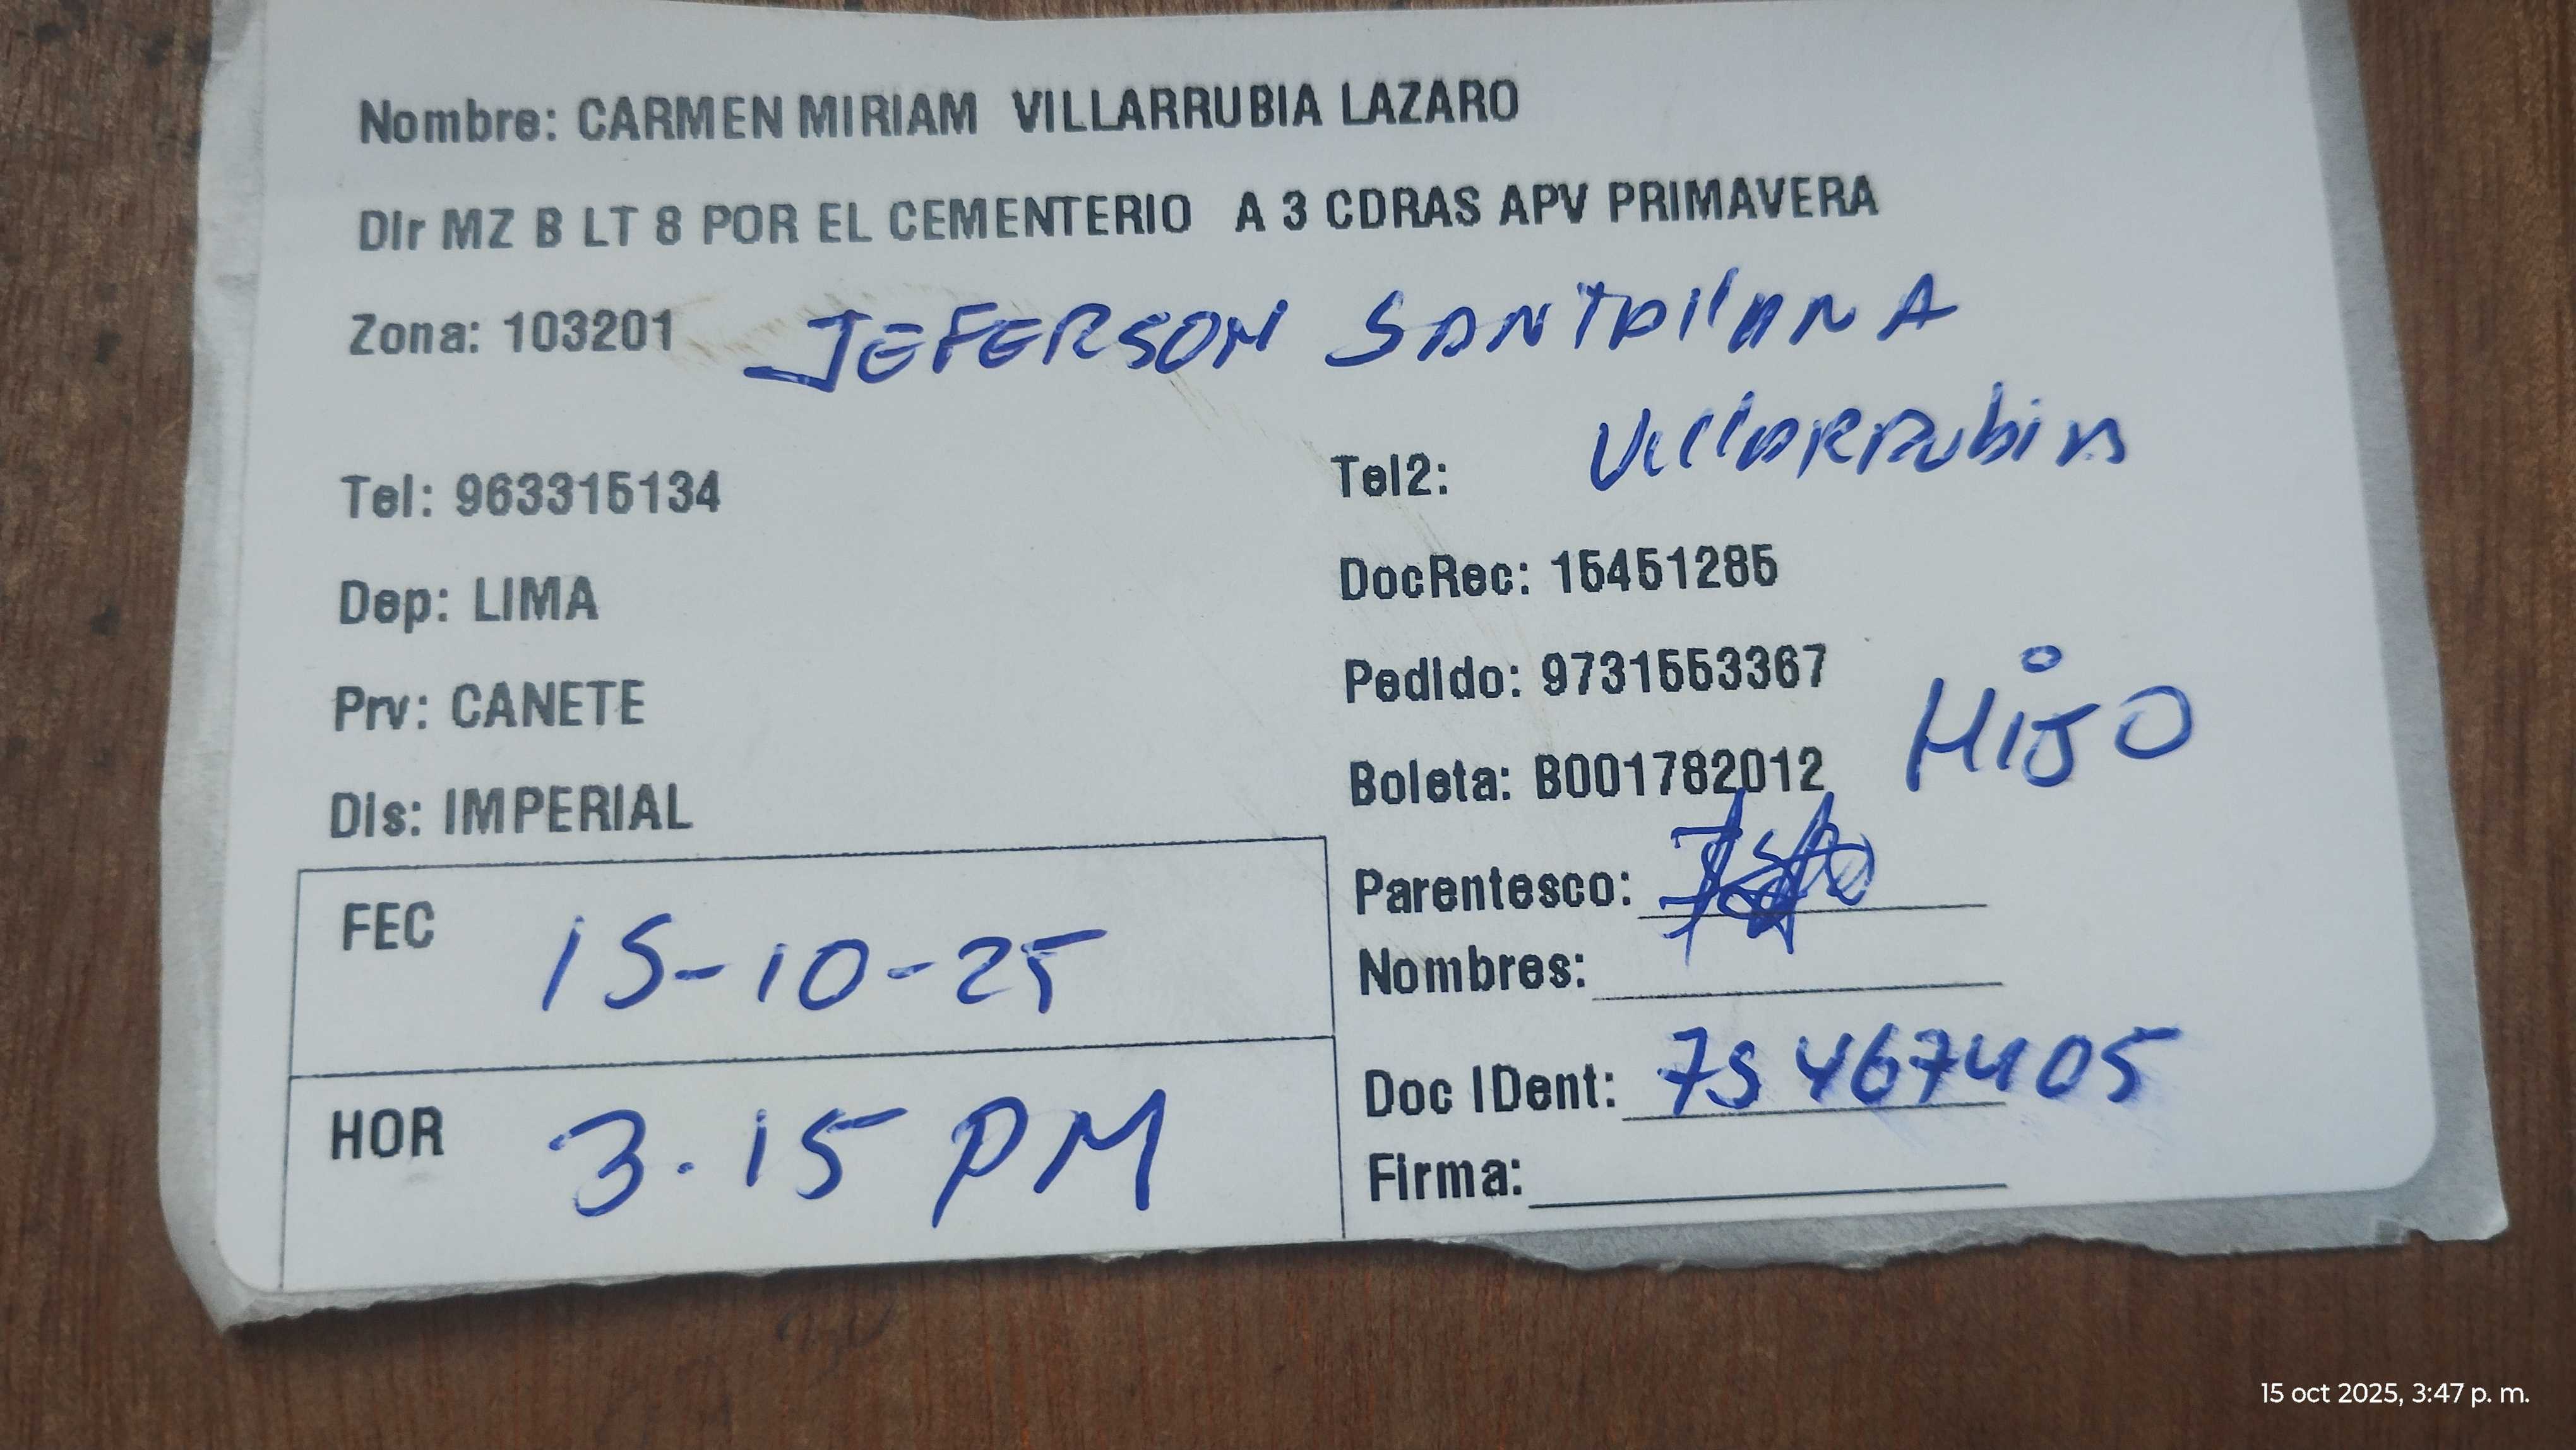 Nombre: CARMEN MIRIAM VILLARRUBIA LAZARO
Dir MZ B LT 8 POR EL CEMENTERIO A 3 CDRAS APV PRIMAVERA
Zona: 103201 JEFERSON SANTAllANA
VillARRubia
Tel: 963315134
Tel2:
Dep: LIMA
DocRec: 15451285
Prv: CANETE
Pedido: 9731553367
HIJO
Dis: IMPERIAL
Boleta: B001782012
FEC 15-10-25
Parentesco:
Nombres:
HOR 3.15 PM
Doc IDent: 75467405
Firma:
15 oct 2025, 3:47 p. m.